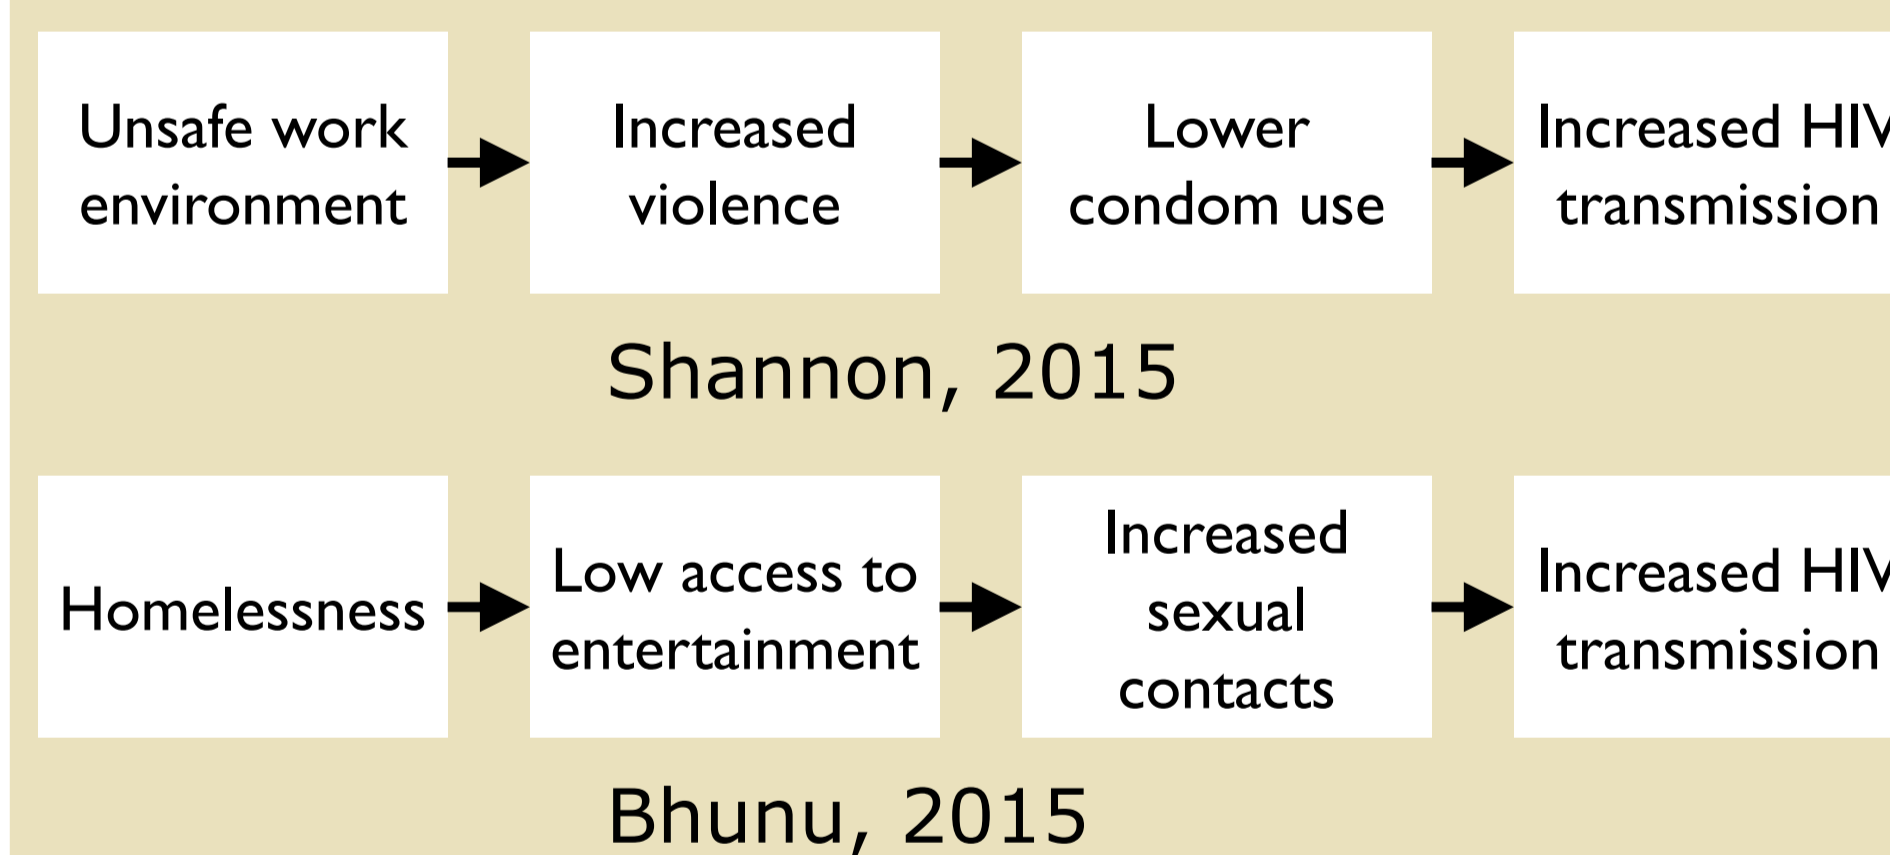 Unsafe work
environment
Increased
violence
Lower
condom use
Increased HIV
transmission
Shannon, 2015
Homelessness
Low access to
entertainment
Increased
sexual
contacts
Increased HIV
transmission
Bhunu, 2015